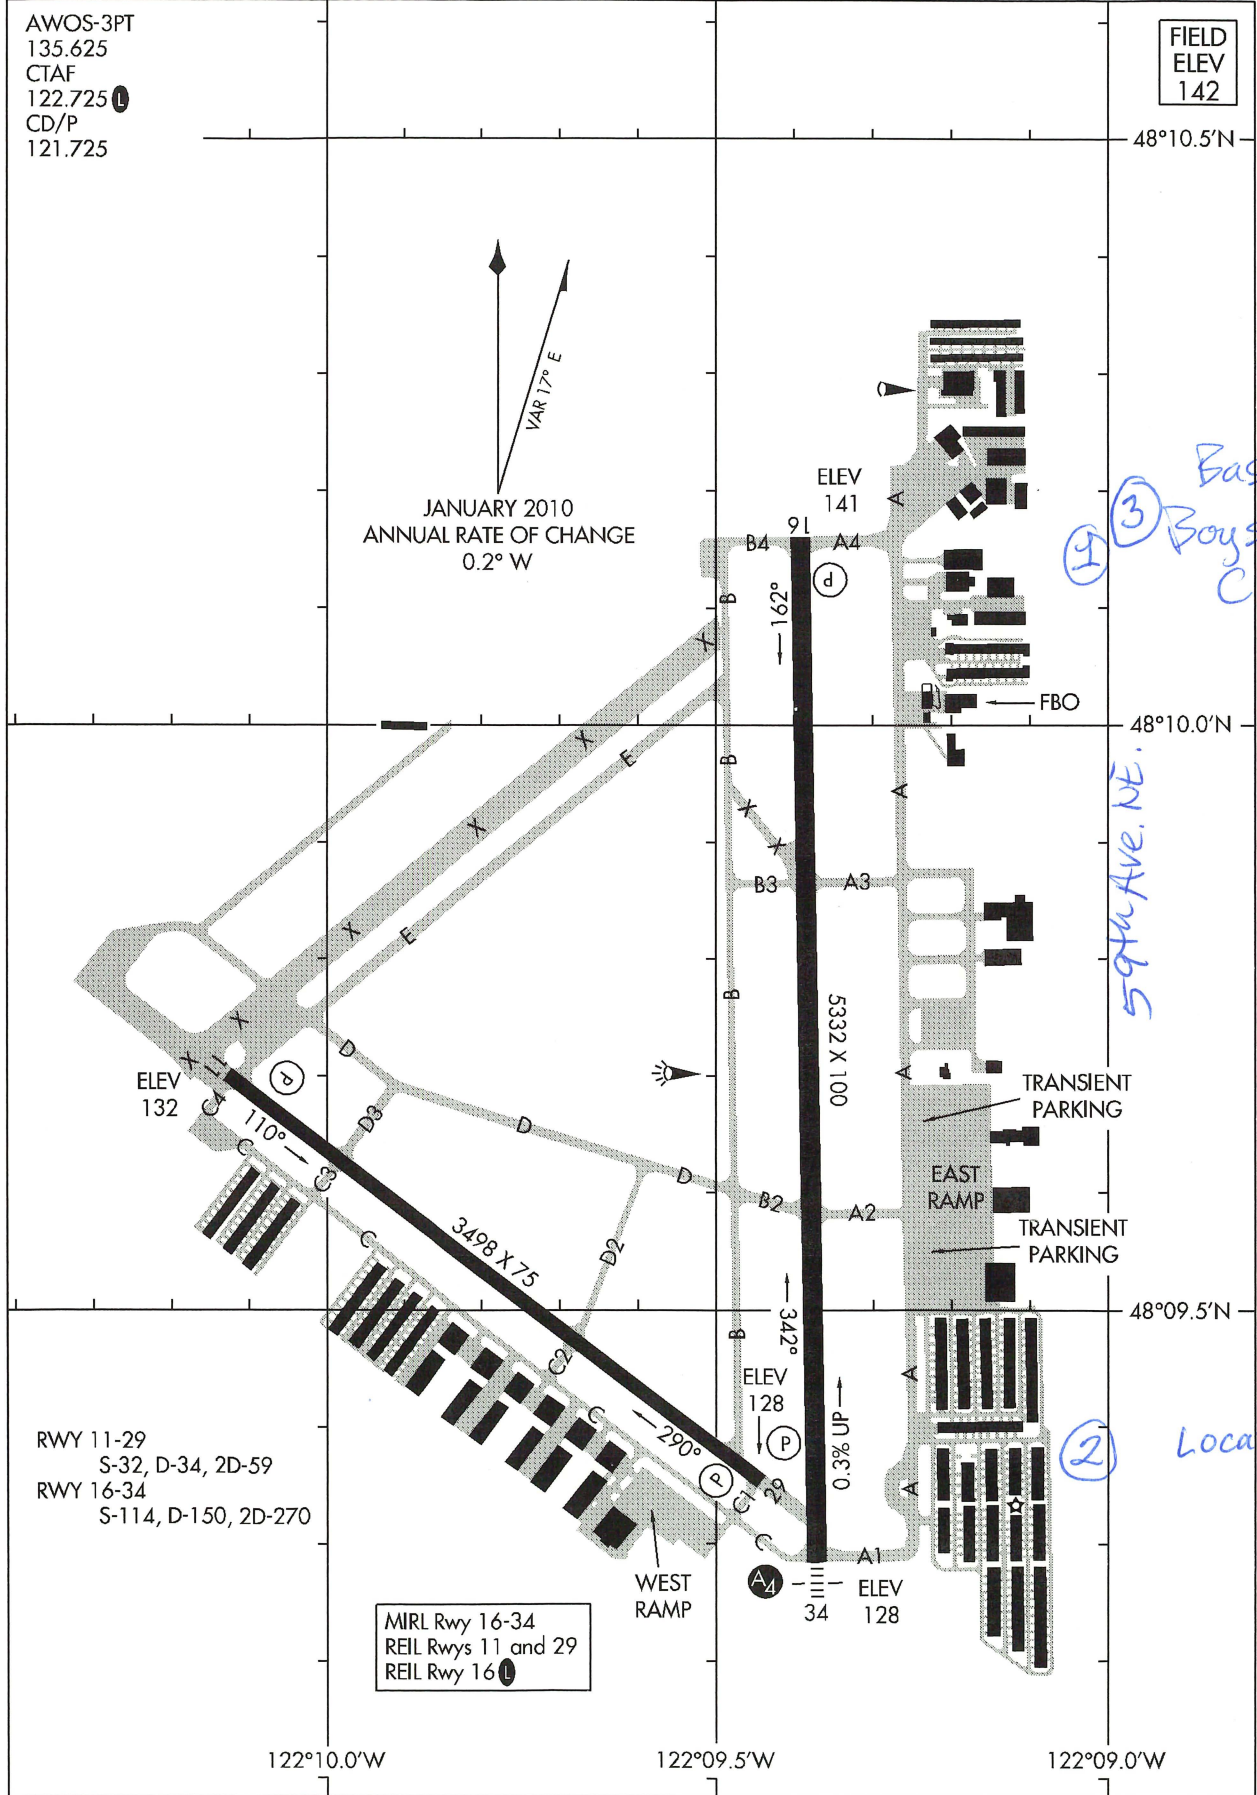 AWOS-3PT
135.625
CTAF
122.725 L
CD/P
121.725
FIELD
ELEV
142
48°10.5'N
VAR 17° E
JANUARY 2010
ANNUAL RATE OF CHANGE
0.2° W
ELEV
141
A
16
B4
A4
P
B
162°
X
3
Bas
Boys
C
1
FBO
48°10.0'N
X
E
B
X
X
A
X
B3
A3
59th Ave. NE.
X
E
B
5332 X 100
X
X
11
P
ELEV
132
C4
D
D3
110°
C
C3
D
A
TRANSIENT
PARKING
EAST
RAMP
D
B2
A2
TRANSIENT
PARKING
C
3498 X 75
D2
342°
48°09.5'N
B
C2
ELEV
128
A
0.3% UP
C
290°
P
P
2
Loca
RWY 11-29
S-32, D-34, 2D-59
RWY 16-34
S-114, D-150, 2D-270
C1
29
A
C
A1
WEST
RAMP
A4
34
ELEV
128
MIRL Rwy 16-34
REIL Rwys 11 and 29
REIL Rwy 16 L
122°10.0'W
122°09.5'W
122°09.0'W